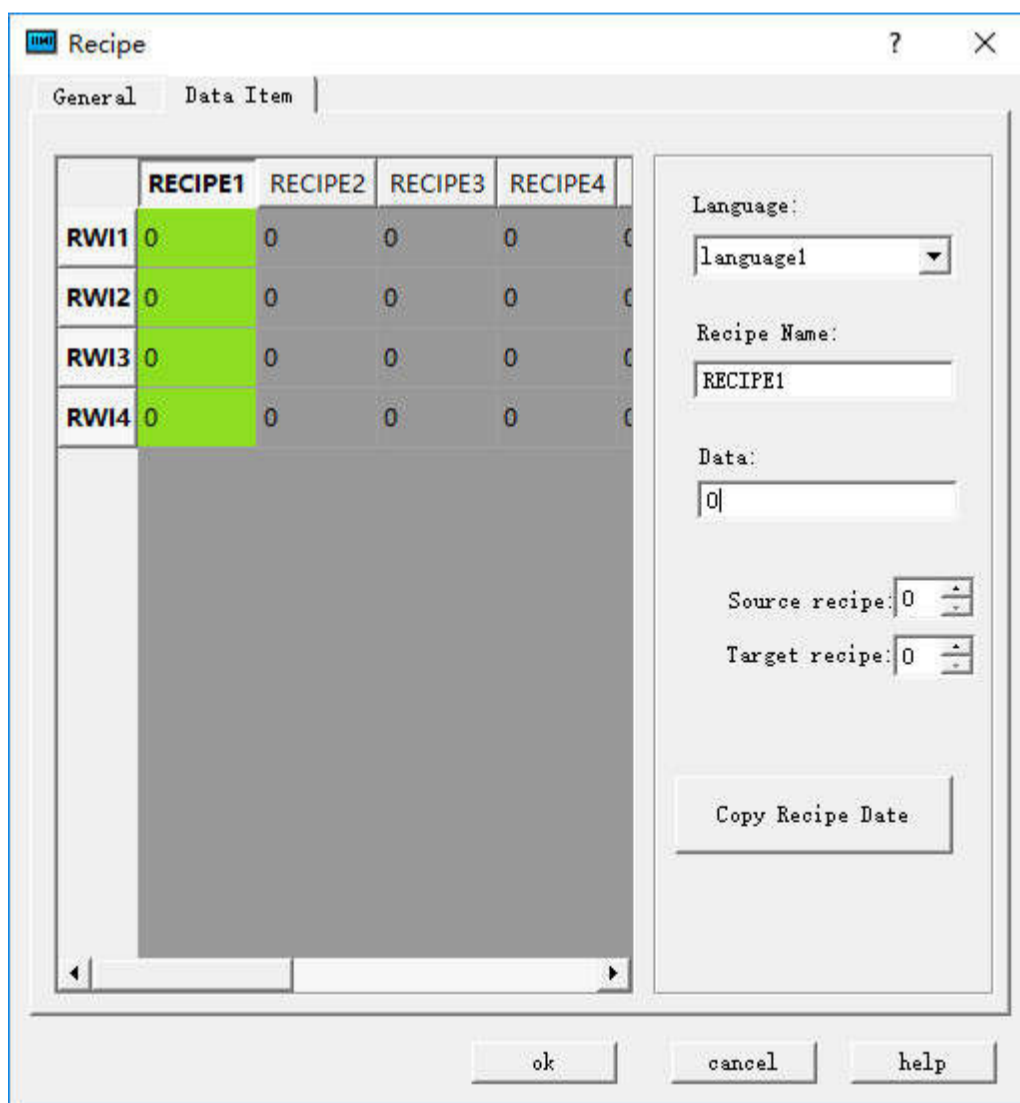 Recipe ?
General Data Item
RECIPE1 RECIPE2 RECIPE3 RECIPE4
RWI1 0 0 0 0
RWI2 0 0 0 0
RWI3 0 0 0 0
RWI4 0 0 0 0
Language:
language1
Recipe Name:
RECIPE1
Data:
0
Source recipe: 0
Target recipe: 0
Copy Recipe Date
ok cancel help